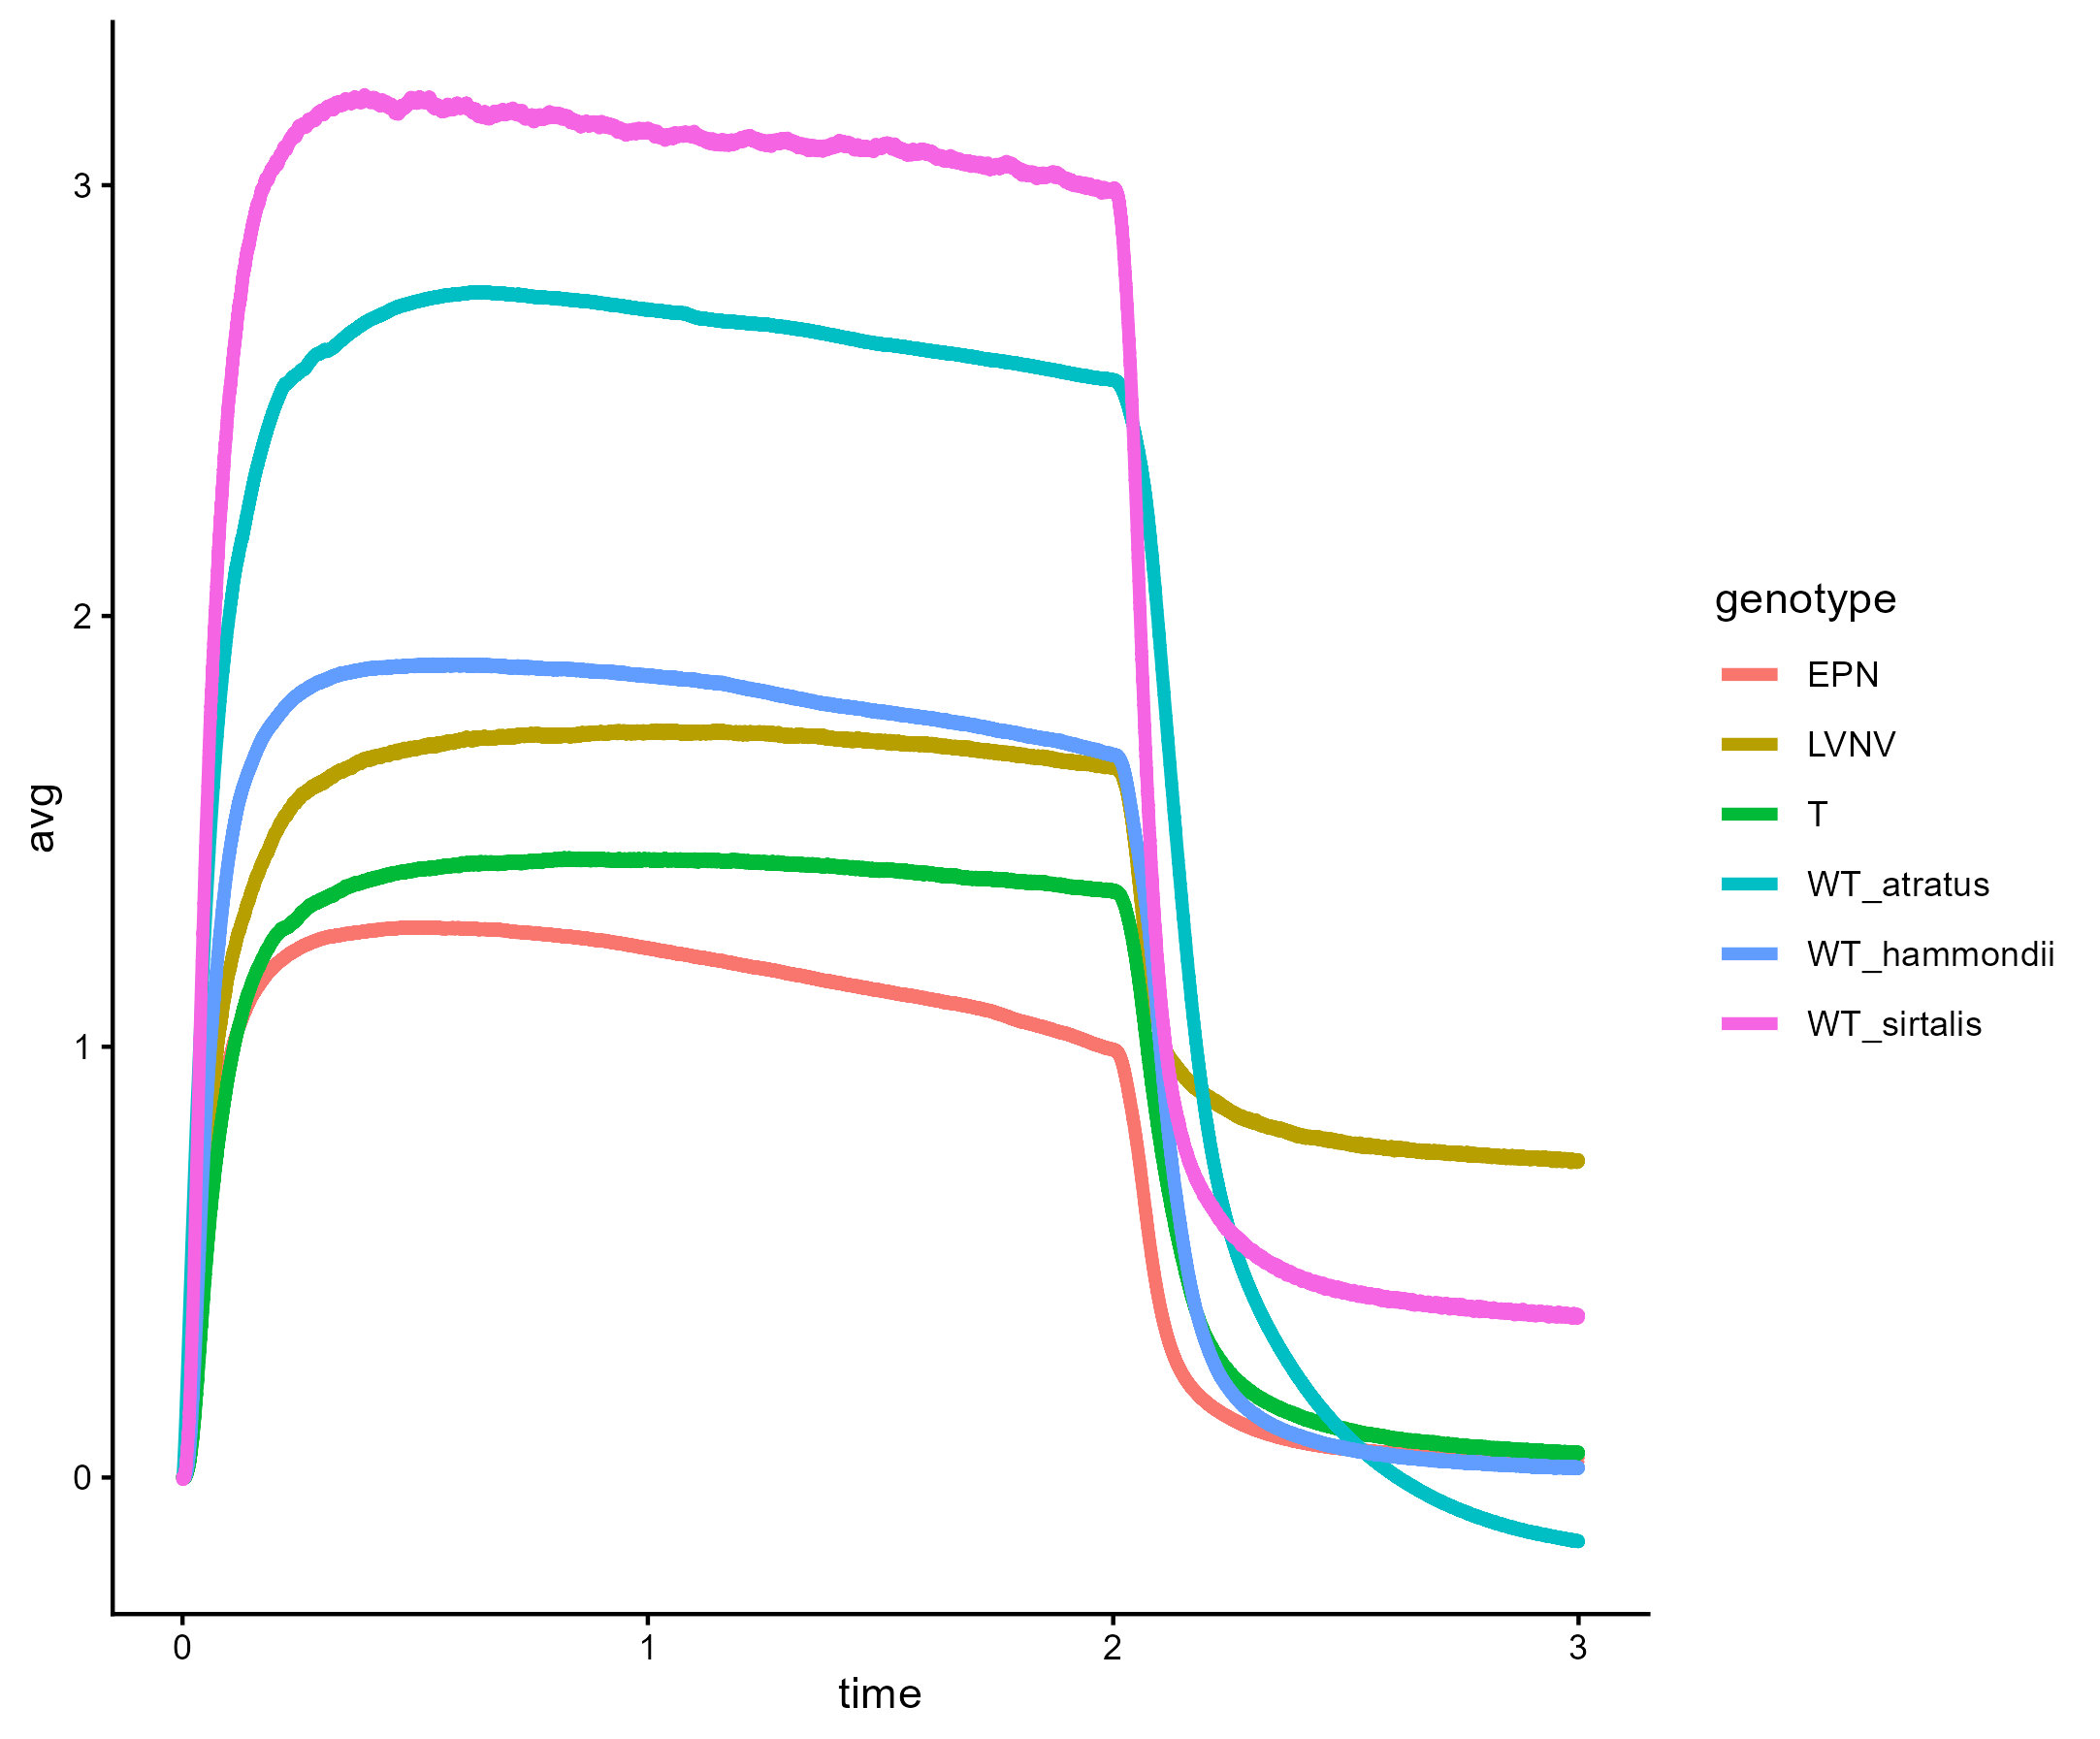 avg
3
2
1
0
0 1 2 3
time
genotype
EPN
LVNV
T
WT_atratus
WT_hammondii
WT_sirtalis